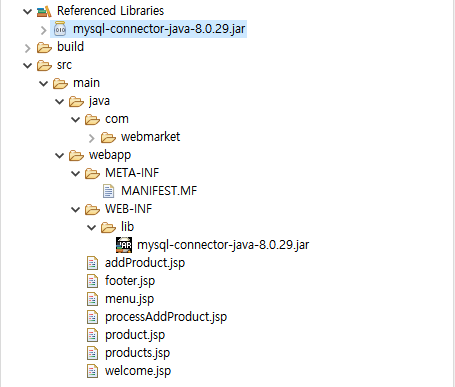 Referenced Libraries
mysql-connector-java-8.0.29.jar
build
src
main
java
com
webmarket
webapp
META-INF
MANIFEST.MF
WEB-INF
lib
mysql-connector-java-8.0.29.jar
addProduct.jsp
footer.jsp
menu.jsp
processAddProduct.jsp
product.jsp
products.jsp
welcome.jsp